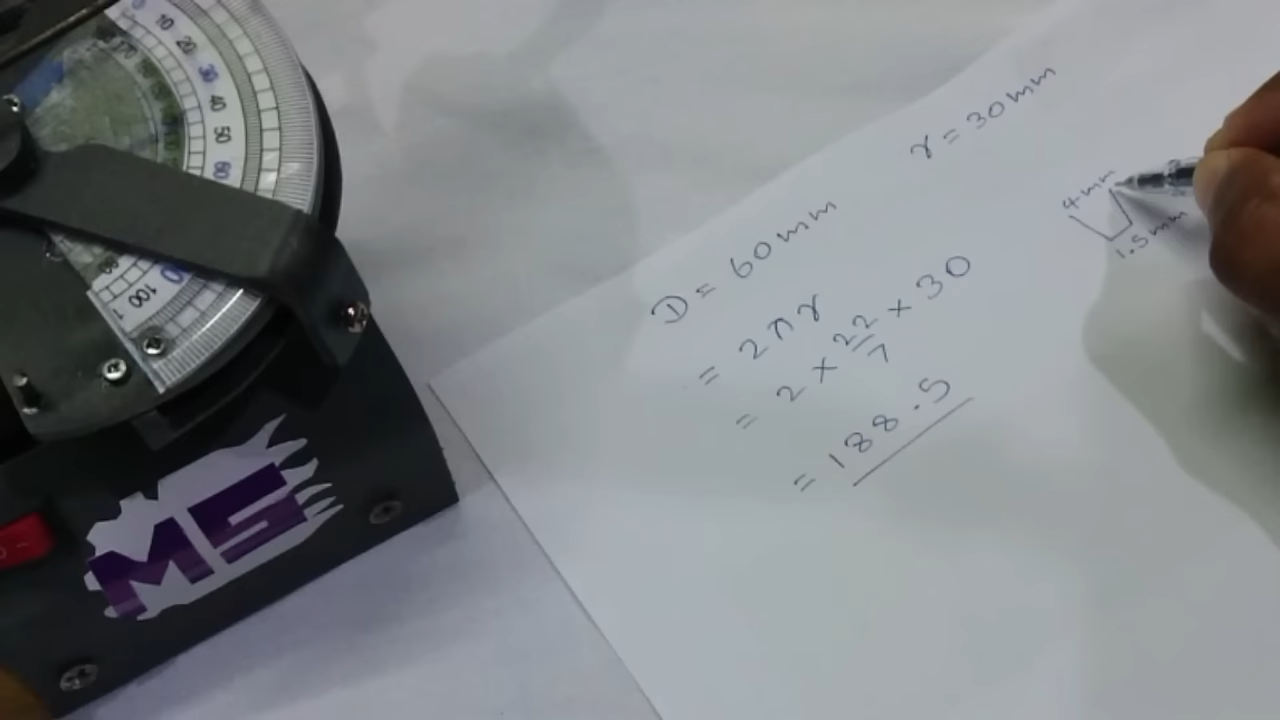 10
20
30
40
50
60
170
100
MS
D = 60mm
r = 30mm
= 2πr
= 2 × 22/7 × 30
= 188.5
4mm
1.5mm